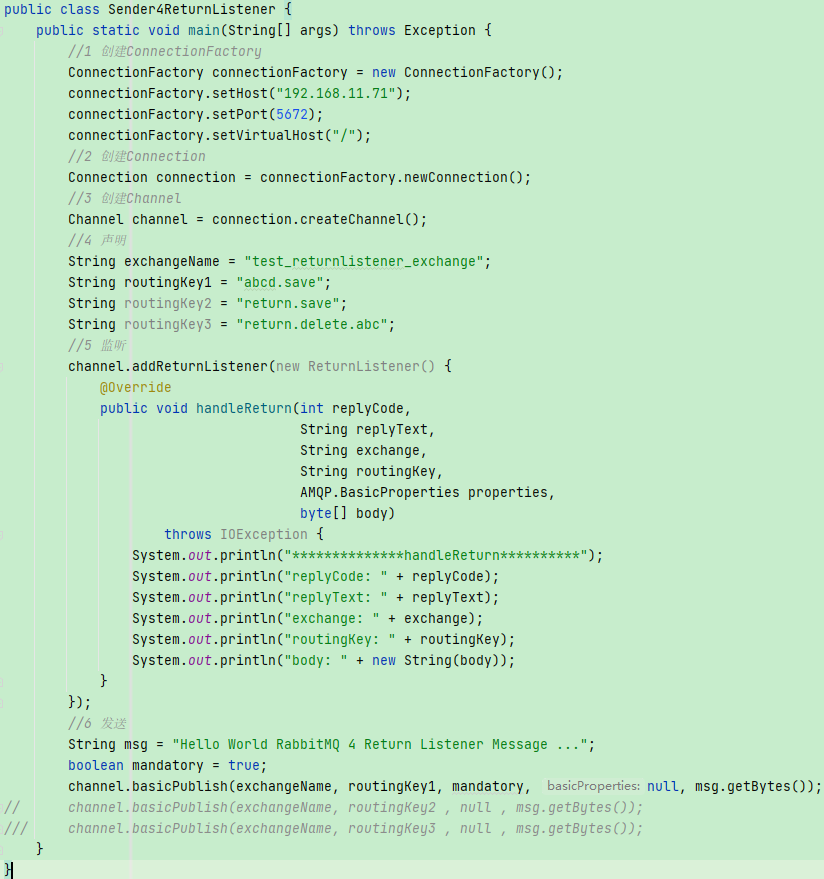 public class Sender4ReturnListener {
    public static void main(String[] args) throws Exception {
        //1 创建ConnectionFactory
        ConnectionFactory connectionFactory = new ConnectionFactory();
        connectionFactory.setHost("192.168.11.71");
        connectionFactory.setPort(5672);
        connectionFactory.setVirtualHost("/");
        //2 创建Connection
        Connection connection = connectionFactory.newConnection();
        //3 创建Channel
        Channel channel = connection.createChannel();
        //4 声明
        String exchangeName = "test_returnlistener_exchange";
        String routingKey1 = "abcd.save";
        String routingKey2 = "return.save";
        String routingKey3 = "return.delete.abc";
        //5 监听
        channel.addReturnListener(new ReturnListener() {
            @Override
            public void handleReturn(int replyCode,
                                     String replyText,
                                     String exchange,
                                     String routingKey,
                                     AMQP.BasicProperties properties,
                                     byte[] body)
                    throws IOException {
                System.out.println("**************handleReturn**********");
                System.out.println("replyCode: " + replyCode);
                System.out.println("replyText: " + replyText);
                System.out.println("exchange: " + exchange);
                System.out.println("routingKey: " + routingKey);
                System.out.println("body: " + new String(body));
            }
        });
        //6 发送
        String msg = "Hello World RabbitMQ 4 Return Listener Message ...";
        boolean mandatory = true;
        channel.basicPublish(exchangeName, routingKey1, mandatory, basicProperties: null, msg.getBytes());
//      channel.basicPublish(exchangeName, routingKey2 , null , msg.getBytes());
///     channel.basicPublish(exchangeName, routingKey3 , null , msg.getBytes());
    }
}